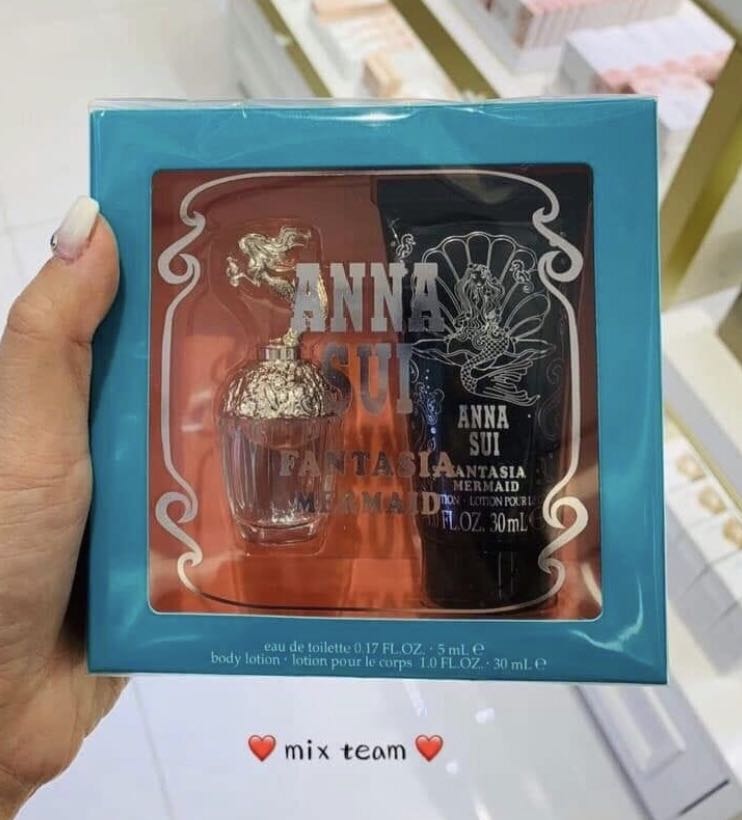 ANNA
SUI
FANTASIA
MERMAID
ANNA
SUI
FANTASIA
MERMAID
LOTION POUR
FL.OZ. 30mL
eau de toilette 0.17 FL.OZ. · 5 mL ℮
body lotion · lotion pour le corps 1.0 FL.OZ. · 30 mL ℮
❤️ mix team ❤️